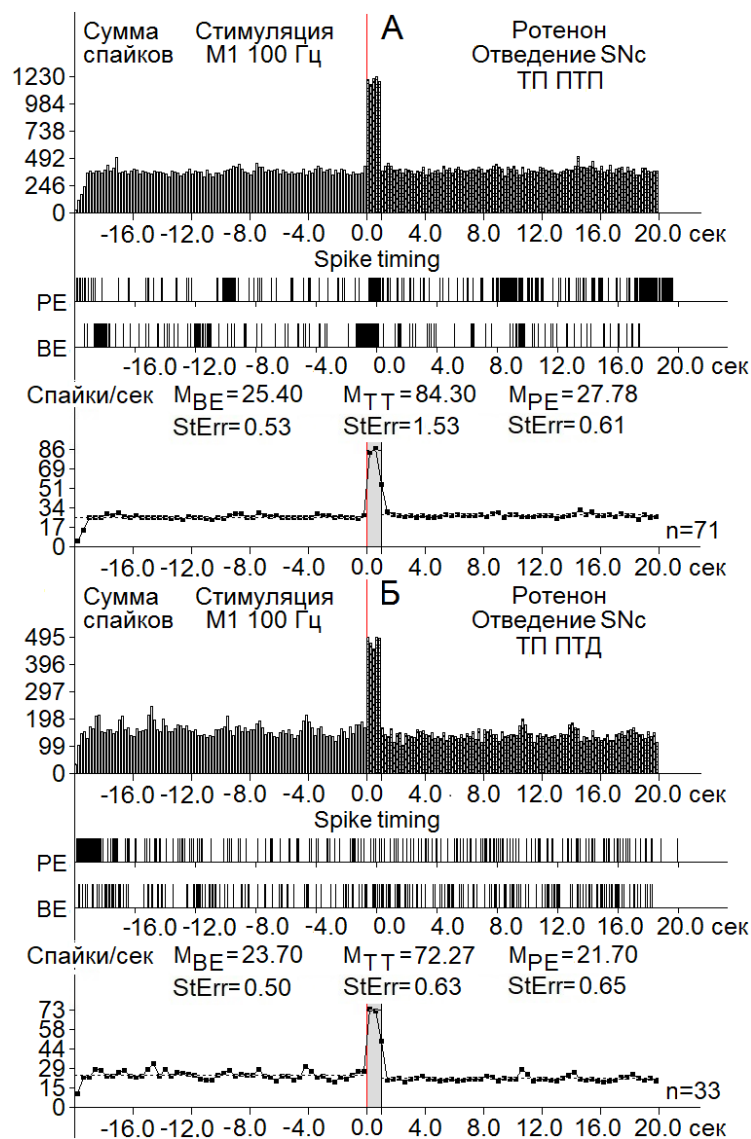 Сумма Стимуляция А Ротенон
спайков М1 100 Гц Отведение SNc
ТП ПТП
1230
984
738
492
246
0
-16.0 -12.0 -8.0 -4.0 0.0 4.0 8.0 12.0 16.0 20.0 сек
Spike timing
PE
BE
-16.0 -12.0 -8.0 -4.0 0.0 4.0 8.0 12.0 16.0 20.0 сек
Спайки/сек MBE=25.40 MTT=84.30 MPE=27.78
StErr=0.53 StErr=1.53 StErr=0.61
86
69
51
34
17
0
n=71
-16.0 -12.0 -8.0 -4.0 0.0 4.0 8.0 12.0 16.0 20.0 сек
Сумма Стимуляция Б Ротенон
спайков М1 100 Гц Отведение SNc
ТП ПТД
495
396
297
198
99
0
-16.0 -12.0 -8.0 -4.0 0.0 4.0 8.0 12.0 16.0 20.0 сек
Spike timing
PE
BE
-16.0 -12.0 -8.0 -4.0 0.0 4.0 8.0 12.0 16.0 20.0 сек
Спайки/сек MBE=23.70 MTT=72.27 MPE=21.70
StErr=0.50 StErr=0.63 StErr=0.65
73
58
44
29
15
0
n=33
-16.0 -12.0 -8.0 -4.0 0.0 4.0 8.0 12.0 16.0 20.0 сек